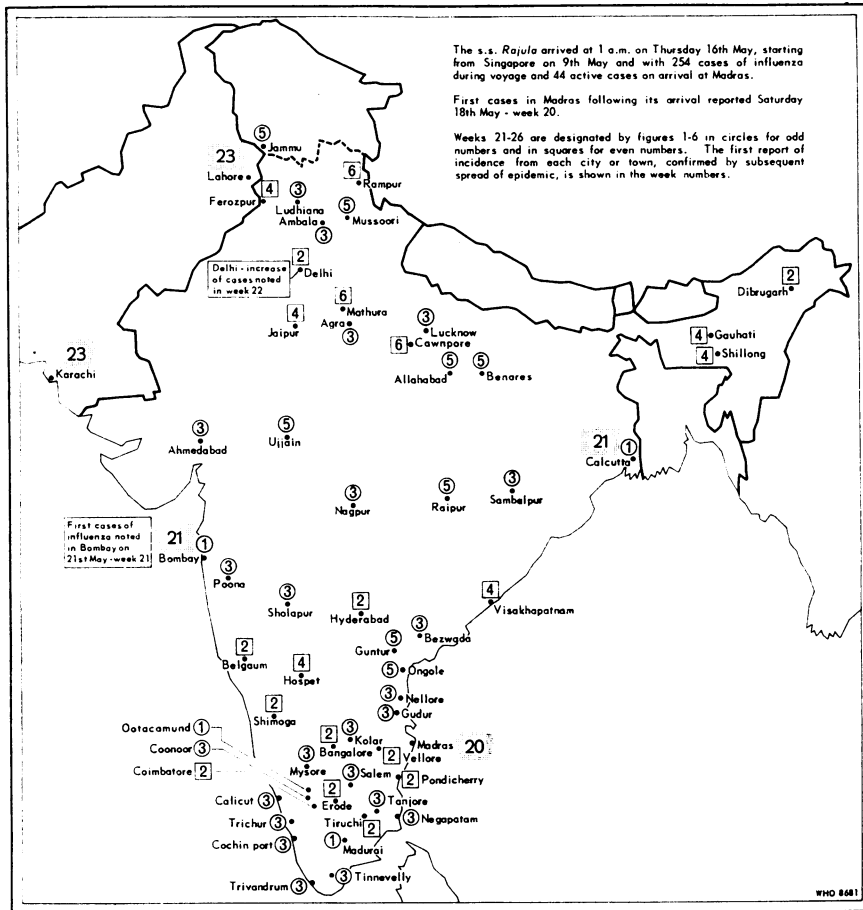 The s.s. Rajula arrived at 1 a.m. on Thursday 16th May, starting
from Singapore on 9th May and with 254 cases of influenza
during voyage and 44 active cases on arrival at Madras.
First cases in Madras following its arrival reported Saturday
18th May - week 20.
Weeks 21-26 are designated by figures 1-6 in circles for odd
numbers and in squares for even numbers. The first report of
incidence from each city or town, confirmed by subsequent
spread of epidemic, is shown in the week numbers.
5
Jammu
23
Lahore
6
Rampur
4
Ferozpur
3
Ludhiana
Ambala
3
5
Mussoori
2
Delhi
Delhi - increase
of cases noted
in week 22
2
Dibrugarh
6
Mathura
4
Jaipur
Agra
3
3
Lucknow
6
Cawnpore
4
Gauhati
4
Shillong
23
Karachi
5
Allahabad
5
Benares
3
Ahmedabad
5
Ujjain
21
1
Calcutta
3
Nagpur
5
Raipur
3
Sambelpur
First cases of
influenza noted
in Bombay on
21st May - week 21
21
1
Bombay
3
Poona
3
Sholapur
2
Hyderabad
4
Visakhapatnam
3
Bezwada
Guntur
5
2
Belgaum
4
Hospet
5
Ongole
3
Nellore
3
Gudur
2
Shimoga
Ootacamund 1
Coonoor 3
Coimbatore 2
3
Kolar
2
Bangalore
Madras
20
2
Vellore
3
Mysore
3
Salem
2
Pondicherry
Calicut 3
2
Erode
3
Tanjore
Trichur 3
Tiruchi
2
3
Negapatam
Cochin port 3
1
Madurai
Trivandrum 3
3
Tinnevelly
WHO 8681